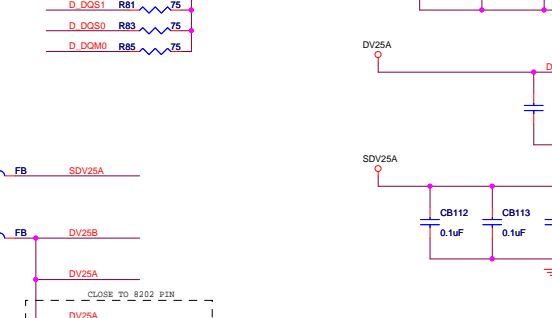 D_DQS1 R81 75
D_DQS0 R83 75
D_DQM0 R85 75
DV25A
D
SDV25A
FB SDV25A
CB112 CB113
0.1uF 0.1uF
FB DV25B
DV25A
CLOSE TO 8202 PIN
DV25A